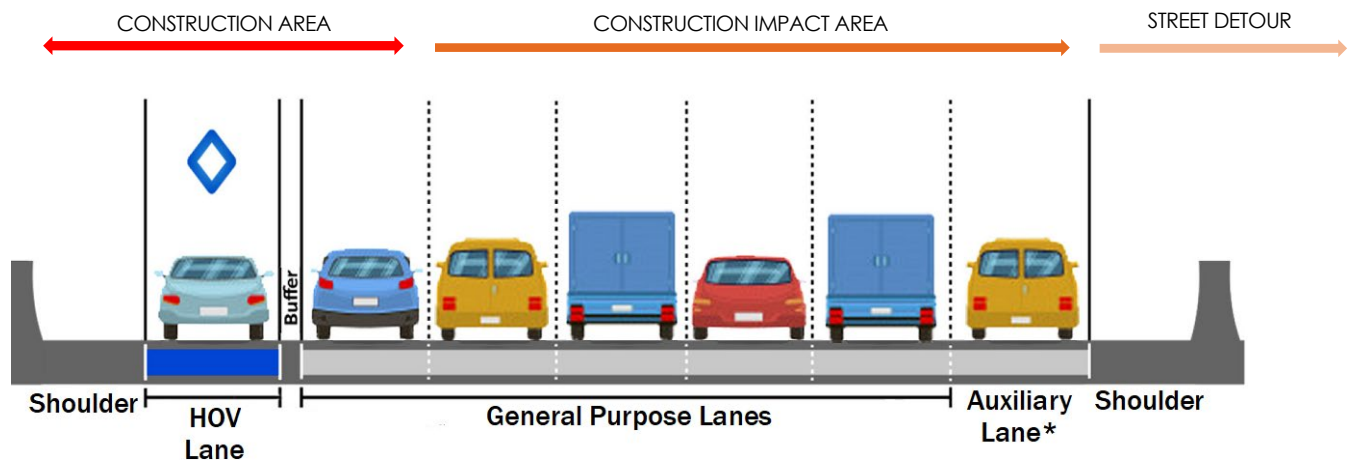 CONSTRUCTION AREA
CONSTRUCTION IMPACT AREA
STREET DETOUR
Buffer
Shoulder
HOV
Lane
General Purpose Lanes
Auxiliary
Lane*
Shoulder